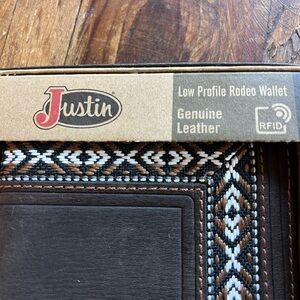 Justin
Low Profile Rodeo Wallet
Genuine
Leather
RFID